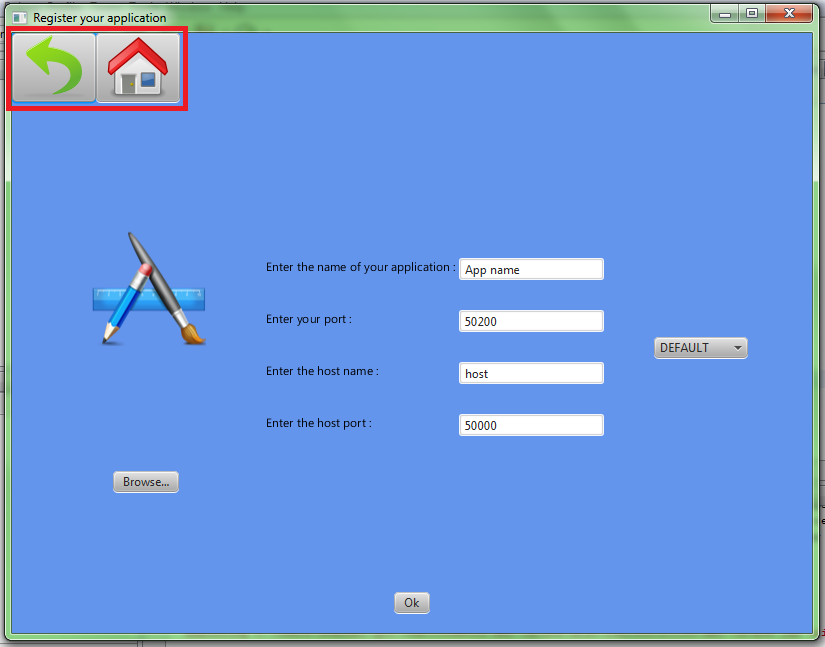 Register your application
Enter the name of your application :
App name
Enter your port :
50200
DEFAULT
Enter the host name :
host
Enter the host port :
50000
Browse...
Ok